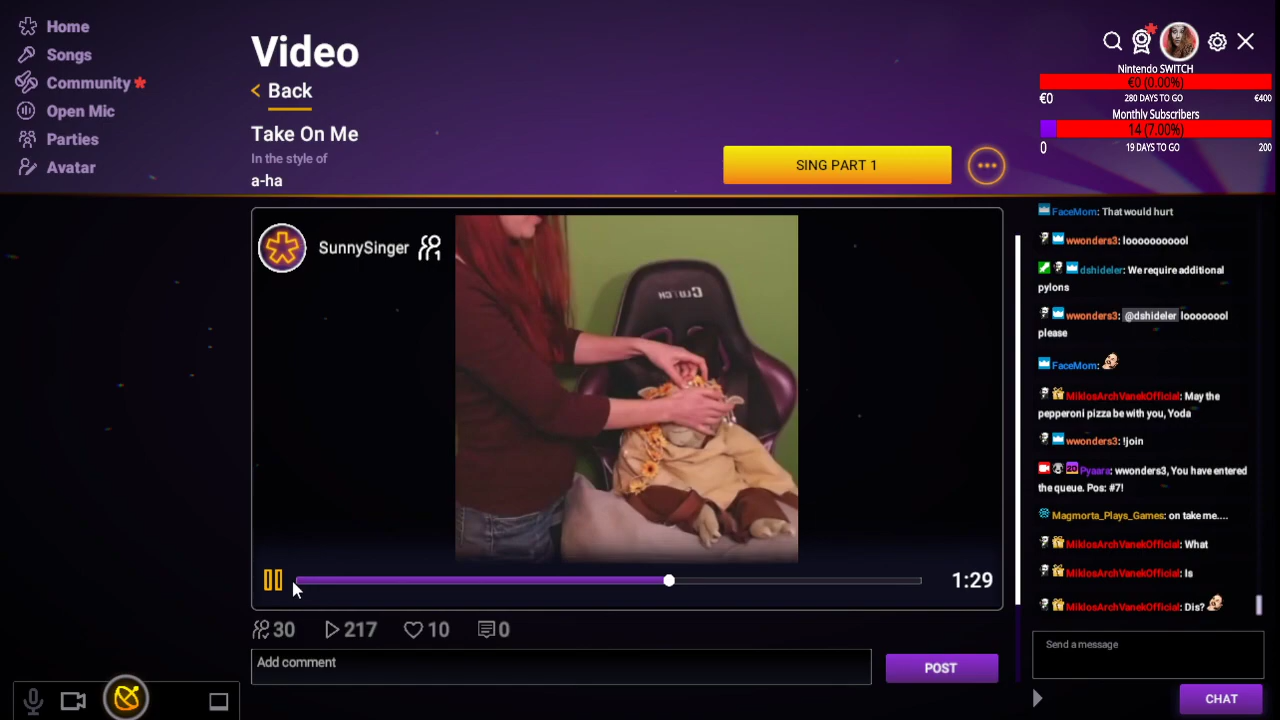 Home
Songs
Community
Open Mic
Parties
Avatar
Video
Back
Take On Me
In the style of
a-ha
SING PART 1
Nintendo SWITCH
€0 (0.00%)
€0 280 DAYS TO GO €400
Monthly Subscribers
14 (7.00%)
0 19 DAYS TO GO 200
SunnySinger
CLUTCH
1:29
30 217 10 0
Add comment
POST
FaceMom: That would hurt
wwonders3: looooooooool
dshideler: We require additional
pylons
wwonders3: @dshideler looooooool
please
FaceMom:
MiklosArchVanekOfficial: May the
pepperoni pizza be with you, Yoda
wwonders3: !join
Pyaara: wwonders3, You have entered
the queue. Pos: #7!
Magmorta_Plays_Games: on take me....
MiklosArchVanekOfficial: What
MiklosArchVanekOfficial: Is
MiklosArchVanekOfficial: Dis?
Send a message
CHAT